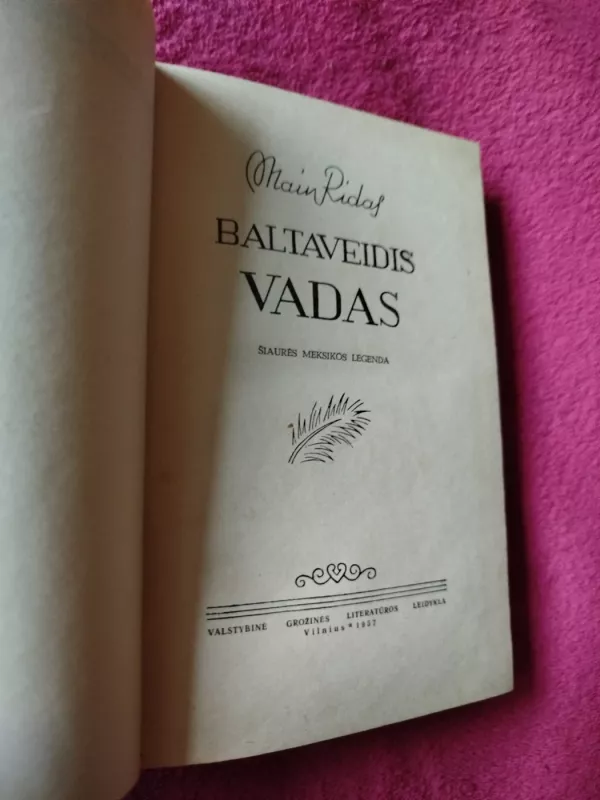 Main Ridas
BALTAVEIDIS
VADAS
ŠIAURĖS MEKSIKOS LEGENDA
VALSTYBINĖ GROŽINĖS LITERATŪROS LEIDYKLA
Vilnius * 1957